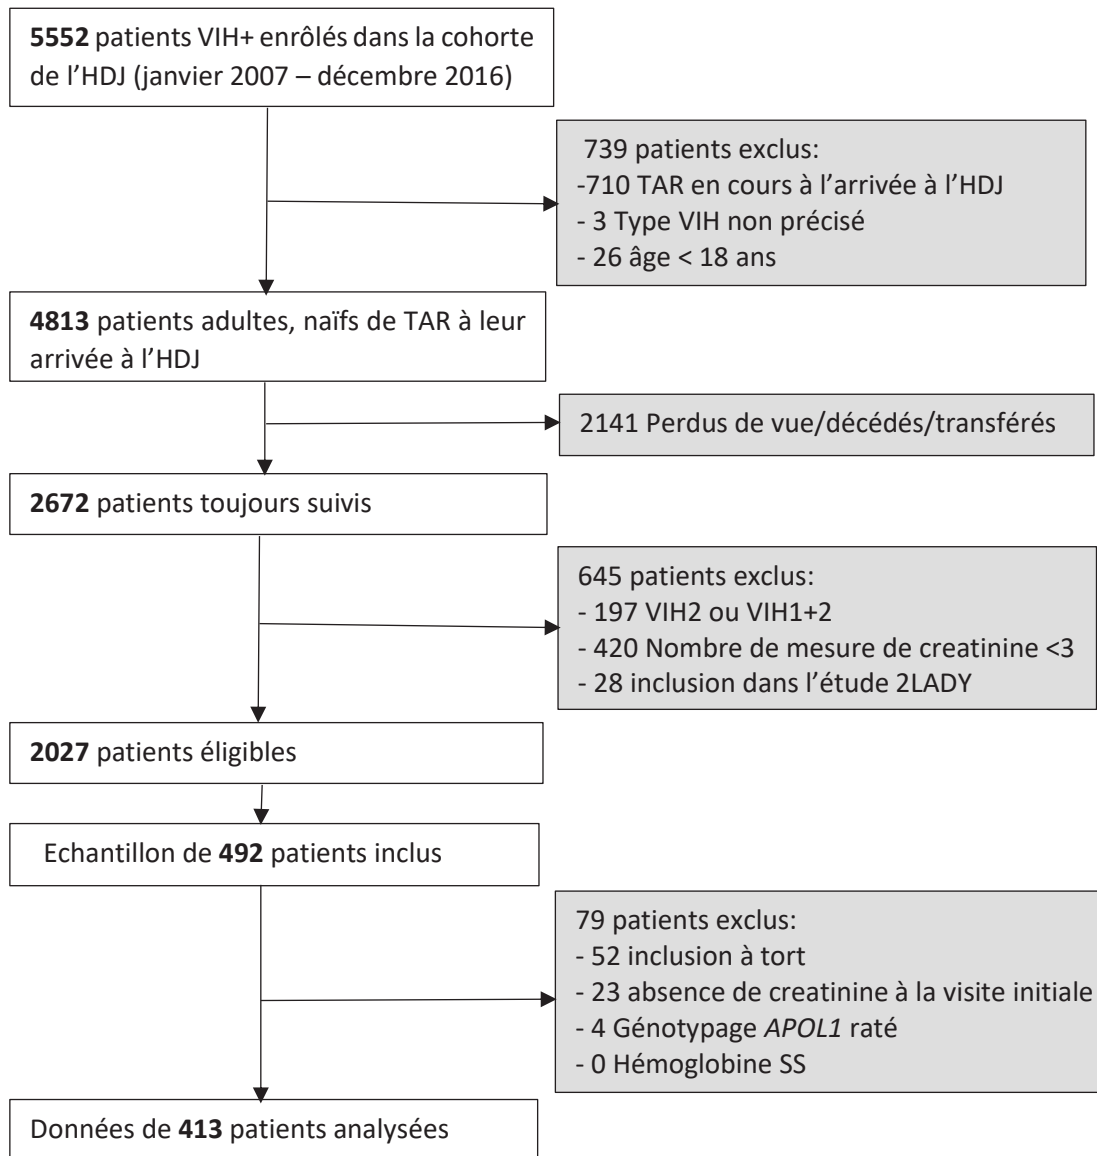 5552 patients VIH+ enrôlés dans la cohorte
de l’HDJ (janvier 2007 – décembre 2016)
739 patients exclus:
-710 TAR en cours à l’arrivée à l’HDJ
- 3 Type VIH non précisé
- 26 âge < 18 ans
4813 patients adultes, naïfs de TAR à leur
arrivée à l’HDJ
2141 Perdus de vue/décédés/transférés
2672 patients toujours suivis
645 patients exclus:
- 197 VIH2 ou VIH1+2
- 420 Nombre de mesure de creatinine <3
- 28 inclusion dans l’étude 2LADY
2027 patients éligibles
Echantillon de 492 patients inclus
79 patients exclus:
- 52 inclusion à tort
- 23 absence de creatinine à la visite initiale
- 4 Génotypage APOL1 raté
- 0 Hémoglobine SS
Données de 413 patients analysées